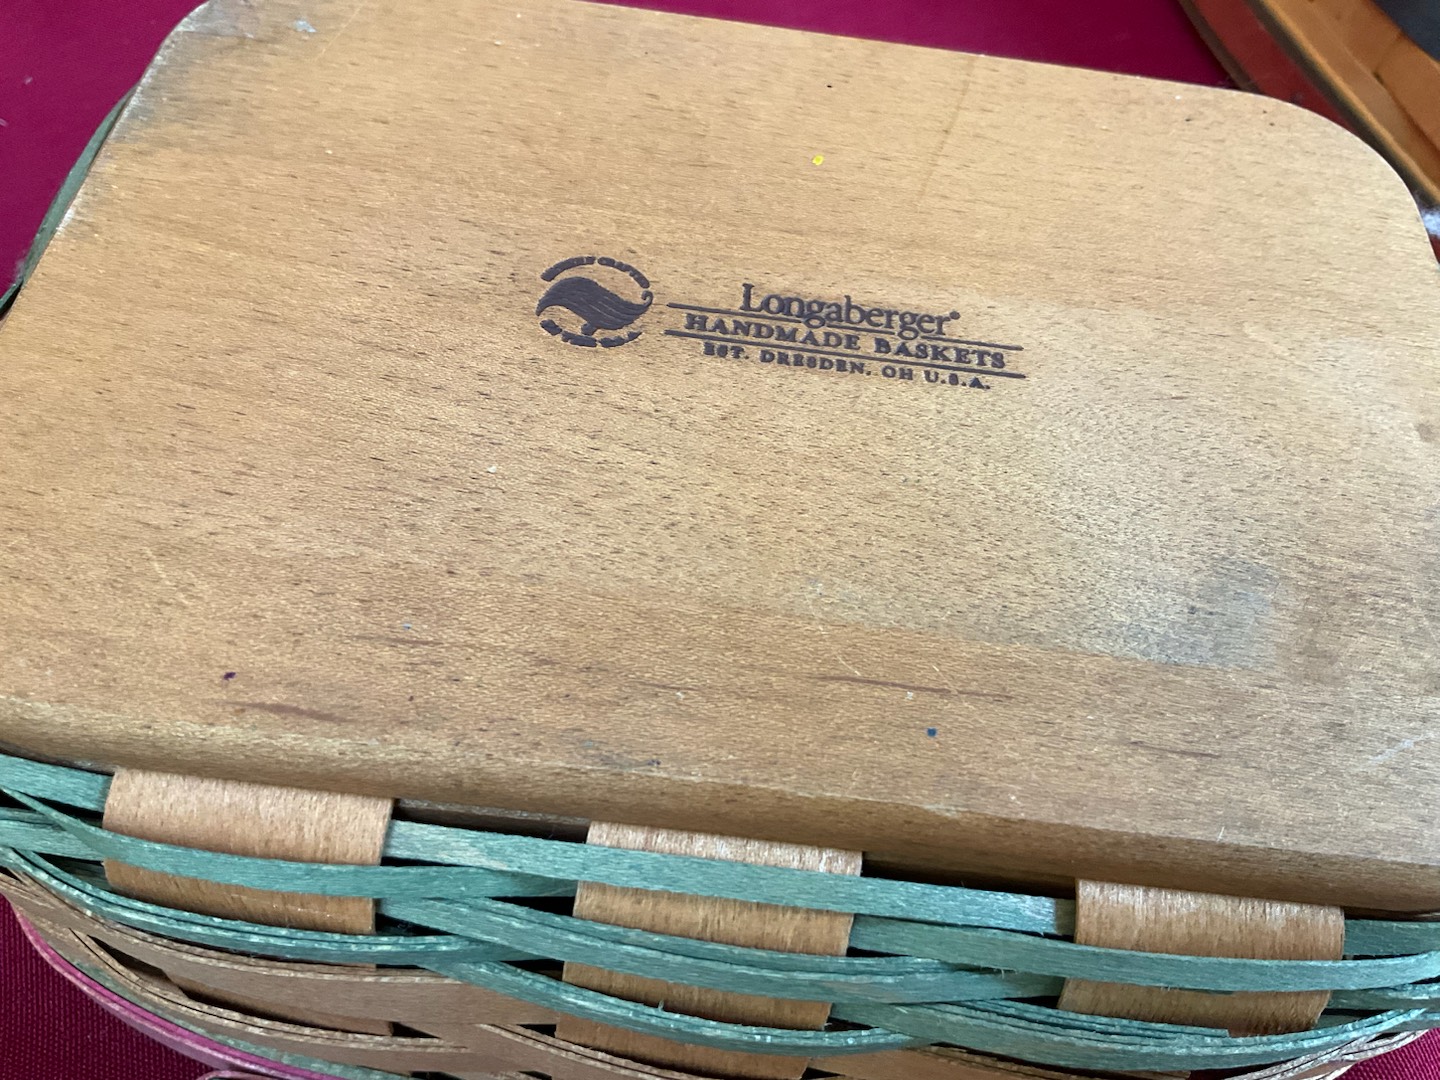 Longaberger®
HANDMADE BASKETS
EST. DRESDEN, OH U.S.A.